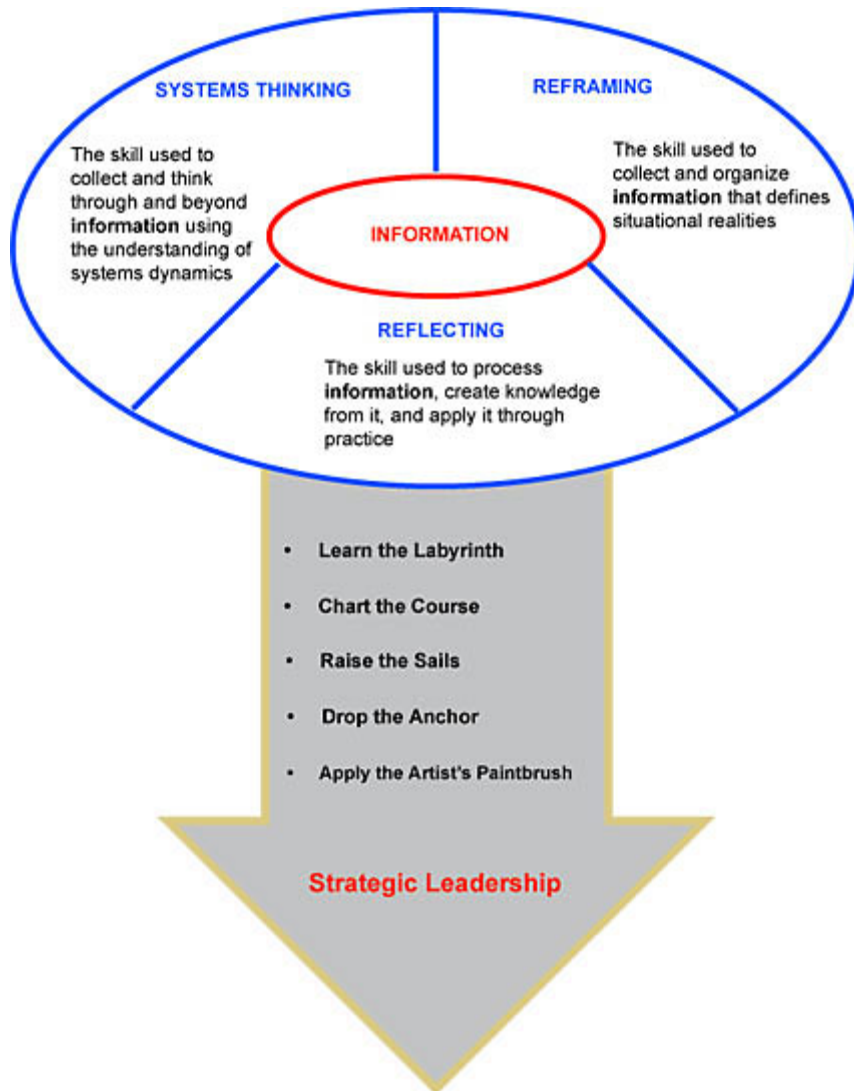 SYSTEMS THINKING
The skill used to
collect and think
through and beyond
information using
the understanding of
systems dynamics
REFRAMING
The skill used to
collect and organize
information that defines
situational realities
INFORMATION
REFLECTING
The skill used to process
information, create knowledge
from it, and apply it through
practice
• Learn the Labyrinth
• Chart the Course
• Raise the Sails
• Drop the Anchor
• Apply the Artist's Paintbrush
Strategic Leadership